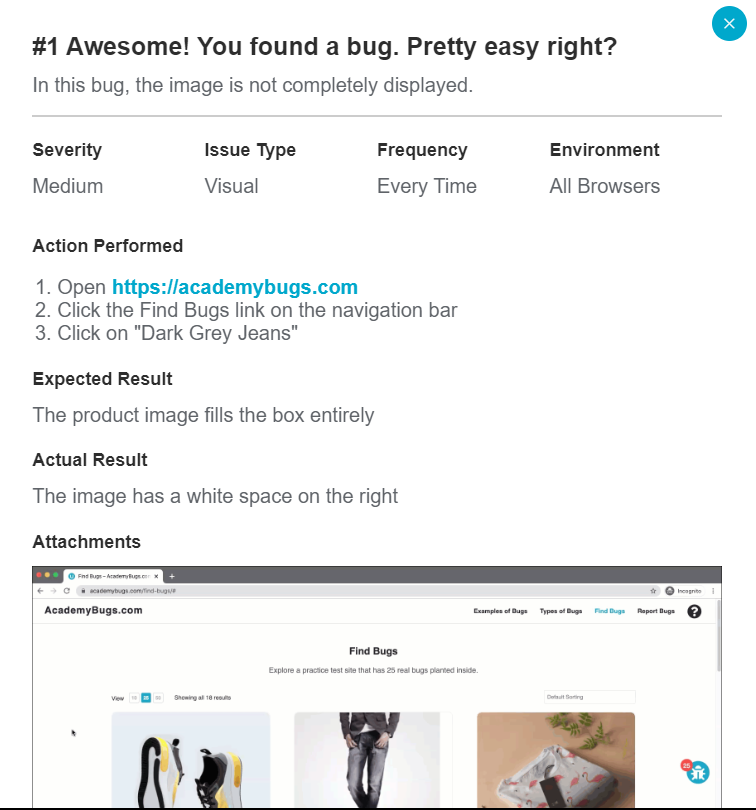 #1 Awesome! You found a bug. Pretty easy right?
In this bug, the image is not completely displayed.
Severity
Issue Type
Frequency
Environment
Medium
Visual
Every Time
All Browsers
Action Performed
1. Open https://academybugs.com
2. Click the Find Bugs link on the navigation bar
3. Click on "Dark Grey Jeans"
Expected Result
The product image fills the box entirely
Actual Result
The image has a white space on the right
Attachments
Find Bugs – AcademyBugs.com
academybugs.com/find-bugs/#
Incognito
AcademyBugs.com
Examples of Bugs
Types of Bugs
Find Bugs
Report Bugs
?
Find Bugs
Explore a practice test site that has 25 real bugs planted inside.
View
Showing all 18 results
Default Sorting
25